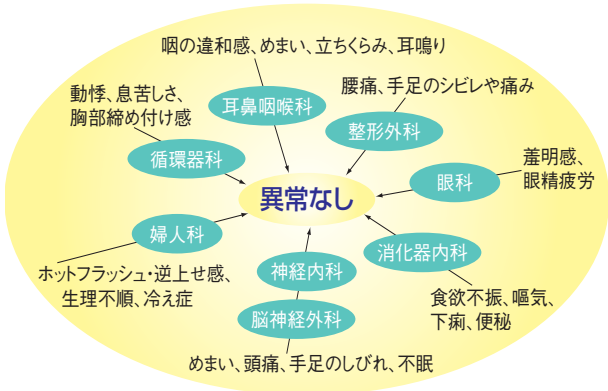 咽の違和感、めまい、立ちくらみ、耳鳴り
動悸、息苦しさ、
胸部締め付け感
耳鼻咽喉科
腰痛、手足のシビレや痛み
整形外科
循環器科
羞明感、
眼精疲労
眼科
異常なし
婦人科
消化器内科
ホットフラッシュ・逆上せ感、
生理不順、冷え症
神経内科
食欲不振、嘔気、
下痢、便秘
脳神経外科
めまい、頭痛、手足のしびれ、不眠